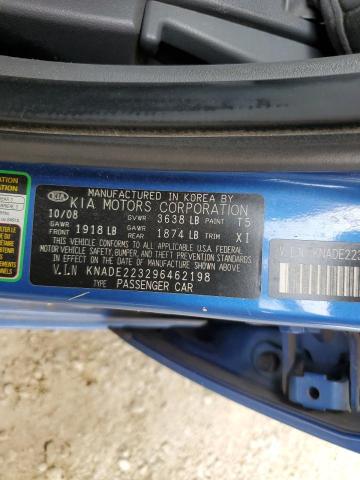 MANUFACTURED IN KOREA BY
KIA KIA MOTORS CORPORATION
10/08 GVWR 3638 LB PAINT T5
GAWR FRONT 1918 LB GAWR REAR 1874 LB TRIM XI
THIS VEHICLE CONFORMS TO ALL APPLICABLE U.S.A. FEDERAL
MOTOR VEHICLE SAFETY, BUMPER, AND THEFT PREVENTION STANDARDS
IN EFFECT ON THE DATE OF MANUFACTURE SHOWN ABOVE.
V.I.N KNADE223296462198
TYPE PASSENGER CAR
V.I.N KNADE223